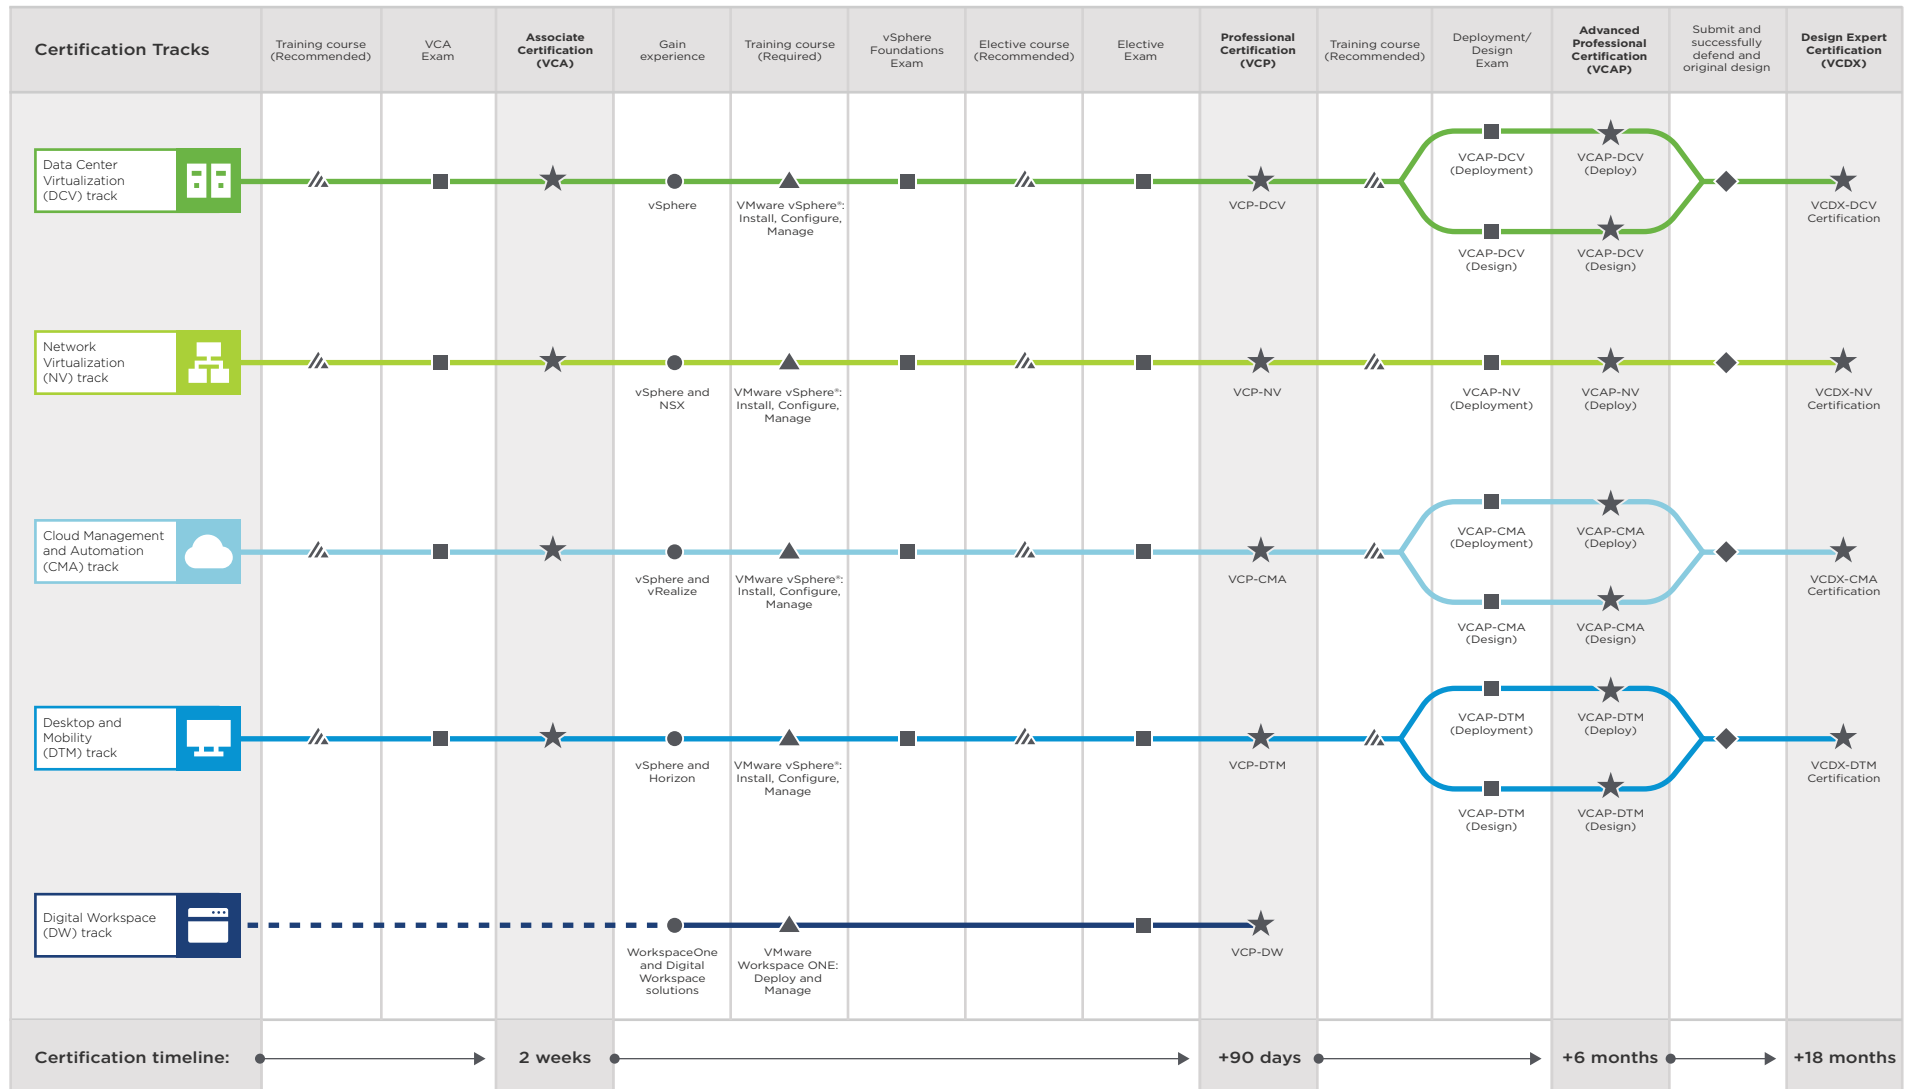 Certification Tracks
Training course
(Recommended)
VCA
Exam
Associate
Certification
(VCA)
Gain
experience
Training course
(Required)
vSphere
Foundations
Exam
Elective course
(Recommended)
Elective
Exam
Professional
Certification
(VCP)
Training course
(Recommended)
Deployment/
Design
Exam
Advanced
Professional
Certification
(VCAP)
Submit and
successfully
defend and
original design
Design Expert
Certification
(VCDX)
Data Center
Virtualization
(DCV) track
vSphere
VMware vSphere®:
Install, Configure,
Manage
VCP-DCV
VCAP-DCV
(Deployment)
VCAP-DCV
(Deploy)
VCAP-DCV
(Design)
VCAP-DCV
(Design)
VCDX-DCV
Certification
Network
Virtualization
(NV) track
vSphere and
NSX
VMware vSphere®:
Install, Configure,
Manage
VCP-NV
VCAP-NV
(Deployment)
VCAP-NV
(Deploy)
VCDX-NV
Certification
Cloud Management
and Automation
(CMA) track
vSphere and
vRealize
VMware vSphere®:
Install, Configure,
Manage
VCP-CMA
VCAP-CMA
(Deployment)
VCAP-CMA
(Deploy)
VCAP-CMA
(Design)
VCAP-CMA
(Design)
VCDX-CMA
Certification
Desktop and
Mobility
(DTM) track
vSphere and
Horizon
VMware vSphere®:
Install, Configure,
Manage
VCP-DTM
VCAP-DTM
(Deployment)
VCAP-DTM
(Deploy)
VCAP-DTM
(Design)
VCAP-DTM
(Design)
VCDX-DTM
Certification
Digital Workspace
(DW) track
WorkspaceOne
and Digital
Workspace
solutions
VMware
Workspace ONE:
Deploy and
Manage
VCP-DW
Certification timeline:
2 weeks
+90 days
+6 months
+18 months